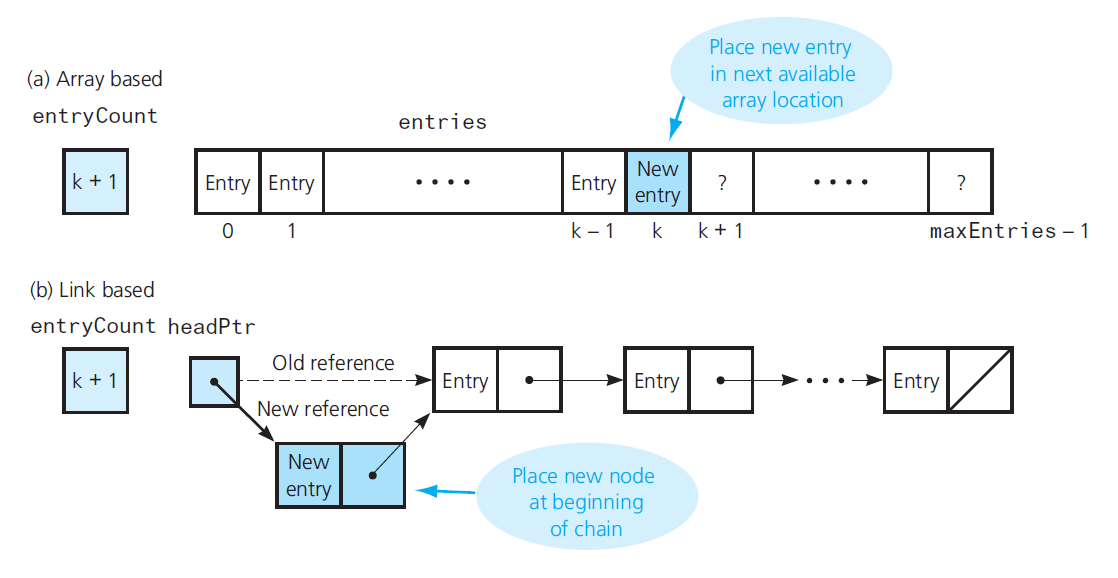 (a) Array based
entryCount
entries
Place new entry
in next available
array location
k + 1
Entry
Entry
• • • •
Entry
New
entry
?
• • • •
?
0
1
k – 1
k
k + 1
maxEntries – 1
(b) Link based
entryCount
headPtr
k + 1
Old reference
New reference
Entry
Entry
• • •
Entry
New
entry
Place new node
at beginning
of chain